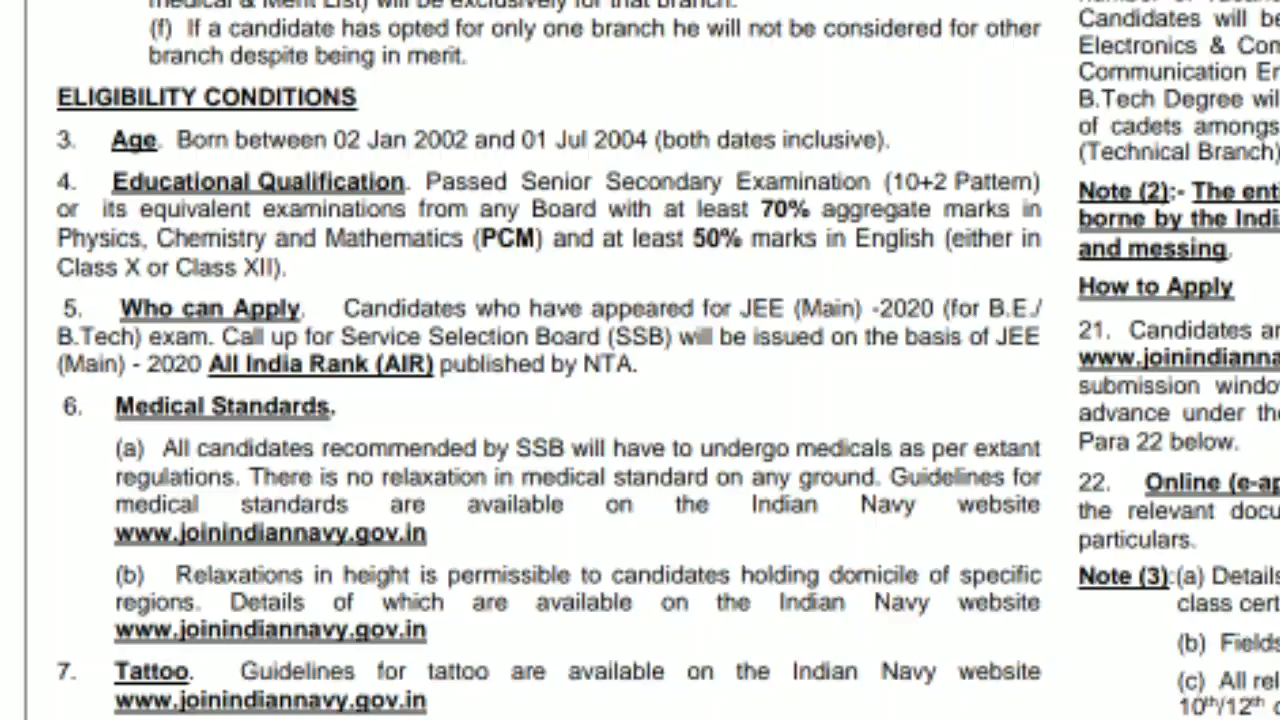 medical & Merit List) will be exclusively for that branch.
(f) If a candidate has opted for only one branch he will not be considered for other
branch despite being in merit.
ELIGIBILITY CONDITIONS
3. Age. Born between 02 Jan 2002 and 01 Jul 2004 (both dates inclusive).
4. Educational Qualification. Passed Senior Secondary Examination (10+2 Pattern)
or its equivalent examinations from any Board with at least 70% aggregate marks in
Physics, Chemistry and Mathematics (PCM) and at least 50% marks in English (either in
Class X or Class XII).
5. Who can Apply. Candidates who have appeared for JEE (Main) -2020 (for B.E./
B.Tech) exam. Call up for Service Selection Board (SSB) will be issued on the basis of JEE
(Main) - 2020 All India Rank (AIR) published by NTA.
6. Medical Standards.
(a) All candidates recommended by SSB will have to undergo medicals as per extant
regulations. There is no relaxation in medical standard on any ground. Guidelines for
medical standards are available on the Indian Navy website
www.joinindiannavy.gov.in
(b) Relaxations in height is permissible to candidates holding domicile of specific
regions. Details of which are available on the Indian Navy website
www.joinindiannavy.gov.in
7. Tattoo. Guidelines for tattoo are available on the Indian Navy website
www.joinindiannavy.gov.in
Candidates will be
Electronics & Com
Communication En
B.Tech Degree wil
of cadets amongs
(Technical Branch)
Note (2):- The enti
borne by the Indi
and messing.
How to Apply
21. Candidates ar
www.joinindianna
submission windo
advance under the
Para 22 below.
22. Online (e-ap
the relevant docu
particulars.
Note (3):(a) Details
class cert
(b) Fields
(c) All rel
10th/12th c